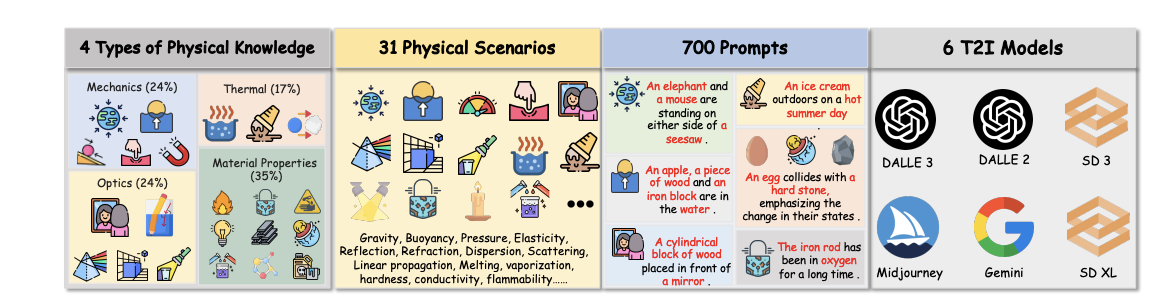 4 Types of Physical Knowledge
Mechanics (24%)
Thermal (17%)
Optics (24%)
Material Properties
(35%)
31 Physical Scenarios
Gravity, Buoyancy, Pressure, Elasticity,
Reflection, Refraction, Dispersion, Scattering,
Linear propagation, Melting, vaporization,
hardness, conductivity, flammability......
700 Prompts
An elephant and
a mouse are
standing on
either side of a
seesaw .
An ice cream
outdoors on a hot
summer day
.
An apple, a piece
of wood and an
iron block are in
the water .
An egg collides with a
hard stone,
emphasizing the
change in their states .
A cylindrical
block of wood
placed in front of
a mirror .
The iron rod has
been in oxygen
for a long time .
6 T2I Models
DALLE 3
DALLE 2
SD 3
Midjourney
Gemini
SD XL